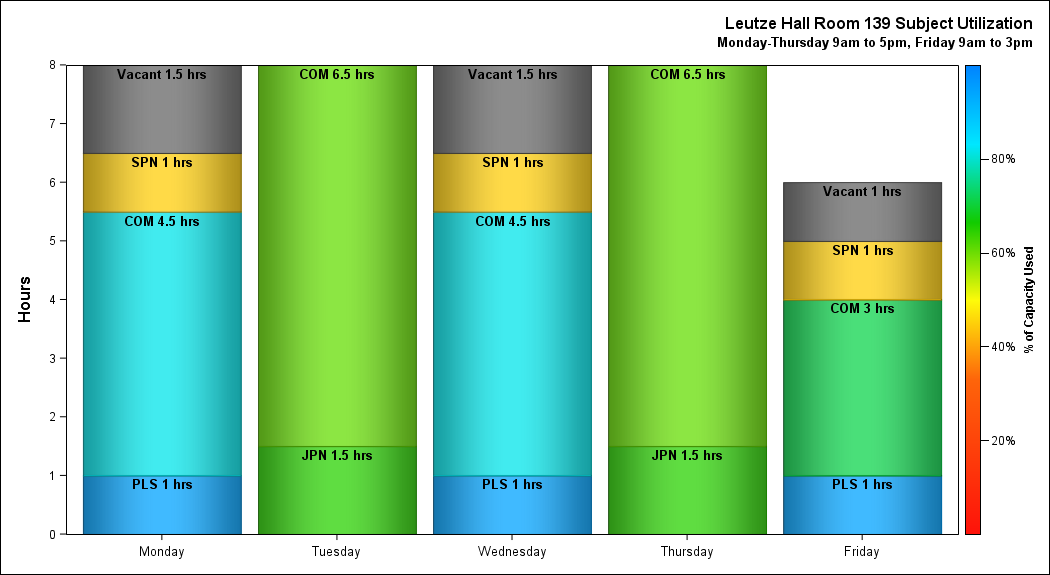 Leutze Hall Room 139 Subject Utilization
Monday-Thursday 9am to 5pm, Friday 9am to 3pm
Hours
8
7
6
5
4
3
2
1
0
Vacant 1.5 hrs
SPN 1 hrs
COM 4.5 hrs
PLS 1 hrs
COM 6.5 hrs
JPN 1.5 hrs
Vacant 1.5 hrs
SPN 1 hrs
COM 4.5 hrs
PLS 1 hrs
COM 6.5 hrs
JPN 1.5 hrs
Vacant 1 hrs
SPN 1 hrs
COM 3 hrs
PLS 1 hrs
Monday
Tuesday
Wednesday
Thursday
Friday
80%
60%
40%
20%
% of Capacity Used